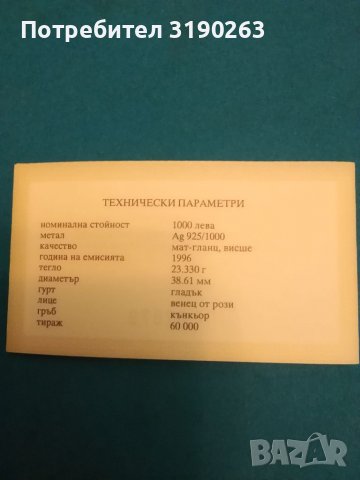 Потребител 3190263
ТЕХНИЧЕСКИ ПАРАМЕТРИ
номинална стойност 1000 лева
метал Ag 925/1000
качество мат-гланц, висше
година на емисията 1996
тегло 23.330 г
диаметър 38.61 мм
гурт гладък
лице венец от рози
гръб кънкьор
тираж 60 000
BAZAR